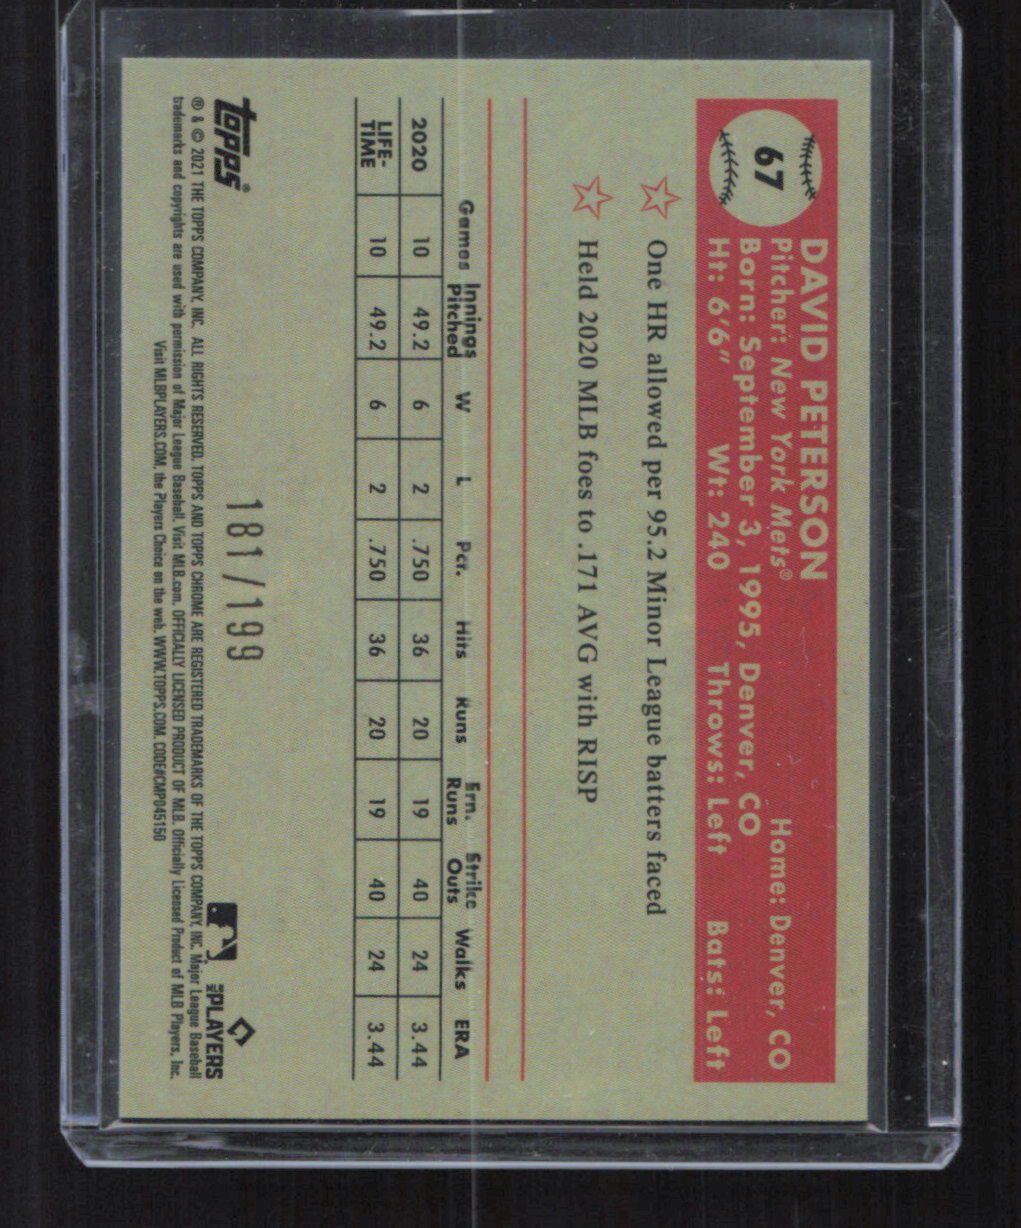 67
DAVID PETERSON
Pitcher: New York Mets® Home: Denver, CO
Born: September 3, 1995, Denver, CO
Ht: 6'6" Wt: 240 Throws: Left Bats: Left
One HR allowed per 95.2 Minor League batters faced
Held 2020 MLB foes to .171 AVG with RISP
Games Innings Pitched W L Pct. Hits Runs Ern. Runs Strike Outs Walks ERA
2020 10 49.2 6 2 .750 36 20 19 40 24 3.44
LIFE-TIME 10 49.2 6 2 .750 36 20 19 40 24 3.44
topps®
181/199
MLB PLAYERS
® & © 2021 THE TOPPS COMPANY, INC. ALL RIGHTS RESERVED. TOPPS AND TOPPS CHROME ARE REGISTERED TRADEMARKS OF THE TOPPS COMPANY, INC. Major League Baseball
trademarks and copyrights are used with permission of Major League Baseball. Visit MLB.com. OFFICIALLY LICENSED PRODUCT OF MLB. Officially Licensed Product of MLB Players, Inc.
Visit MLBPLAYERS.COM, the Players Choice on the web. WWW.TOPPS.COM. CODE#CMP045150